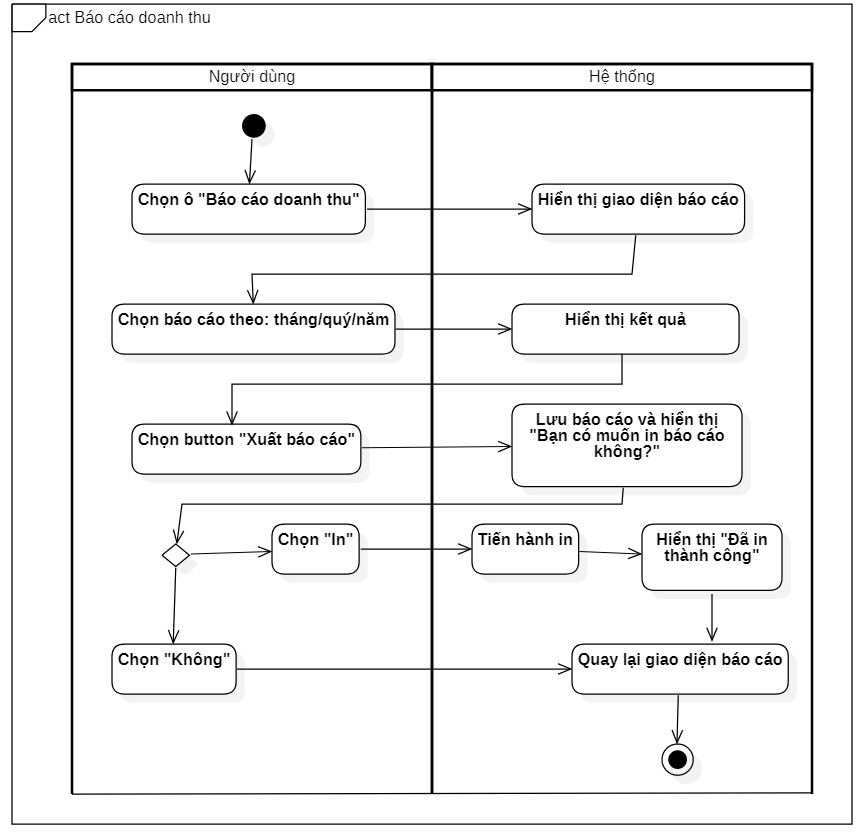 act Báo cáo doanh thu
Người dùng
Hệ thống
Chọn ô "Báo cáo doanh thu"
Hiển thị giao diện báo cáo
Chọn báo cáo theo: tháng/quý/năm
Hiển thị kết quả
Chọn button "Xuất báo cáo"
Lưu báo cáo và hiển thị
"Bạn có muốn in báo cáo
không?"
Chọn "In"
Tiến hành in
Hiển thị "Đã in
thành công"
Chọn "Không"
Quay lại giao diện báo cáo